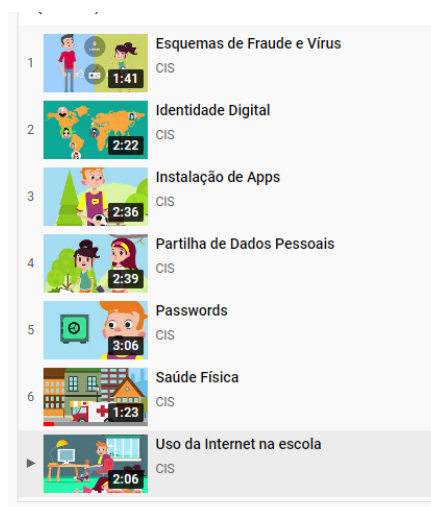 1
1:41
Esquemas de Fraude e Vírus
CIS
2
2:22
Identidade Digital
CIS
3
2:36
Instalação de Apps
CIS
4
2:39
Partilha de Dados Pessoais
CIS
5
3:06
Passwords
CIS
6
1:23
Saúde Física
CIS
2:06
Uso da Internet na escola
CIS